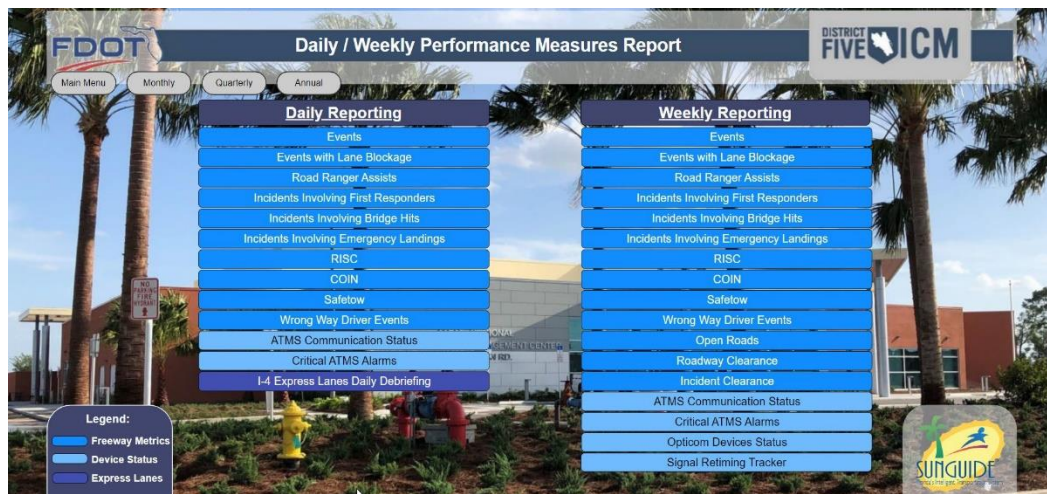 FDOT
Daily / Weekly Performance Measures Report
DISTRICT
FIVE ICM
Main Menu
Monthly
Quarterly
Annual
Daily Reporting
Events
Events with Lane Blockage
Road Ranger Assists
Incidents Involving First Responders
Incidents Involving Bridge Hits
Incidents Involving Emergency Landings
RISC
COIN
Safetow
Wrong Way Driver Events
ATMS Communication Status
Critical ATMS Alarms
I-4 Express Lanes Daily Debriefing
Weekly Reporting
Events
Events with Lane Blockage
Road Ranger Assists
Incidents Involving First Responders
Incidents Involving Bridge Hits
Incidents Involving Emergency Landings
RISC
COIN
Safetow
Wrong Way Driver Events
Open Roads
Roadway Clearance
Incident Clearance
ATMS Communication Status
Critical ATMS Alarms
Opticom Devices Status
Signal Retiming Tracker
NO
PARKING
FIRE
HYDRANT
Legend:
Freeway Metrics
Device Status
Express Lanes
SUNGUIDE